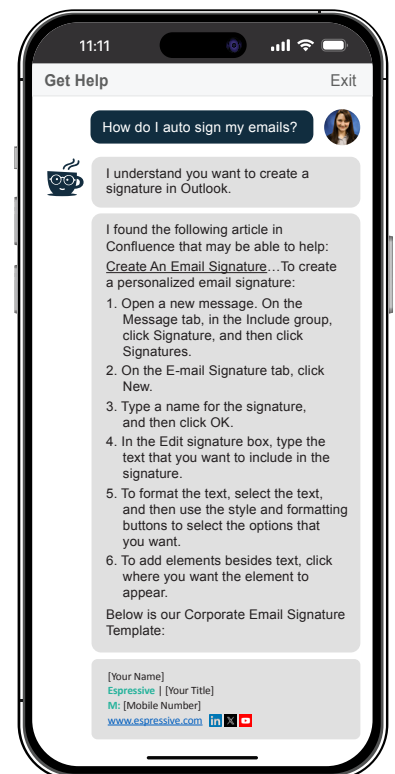 11:11
Get Help
Exit
How do I auto sign my emails?
I understand you want to create a
signature in Outlook.
I found the following article in
Confluence that may be able to help:
Create An Email Signature…To create
a personalized email signature:
1. Open a new message. On the
Message tab, in the Include group,
click Signature, and then click
Signatures.
2. On the E-mail Signature tab, click
New.
3. Type a name for the signature,
and then click OK.
4. In the Edit signature box, type the
text that you want to include in the
signature.
5. To format the text, select the text,
and then use the style and formatting
buttons to select the options that
you want.
6. To add elements besides text, click
where you want the element to
appear.
Below is our Corporate Email Signature
Template:
[Your Name]
Espressive | [Your Title]
M: [Mobile Number]
www.espressive.com in X